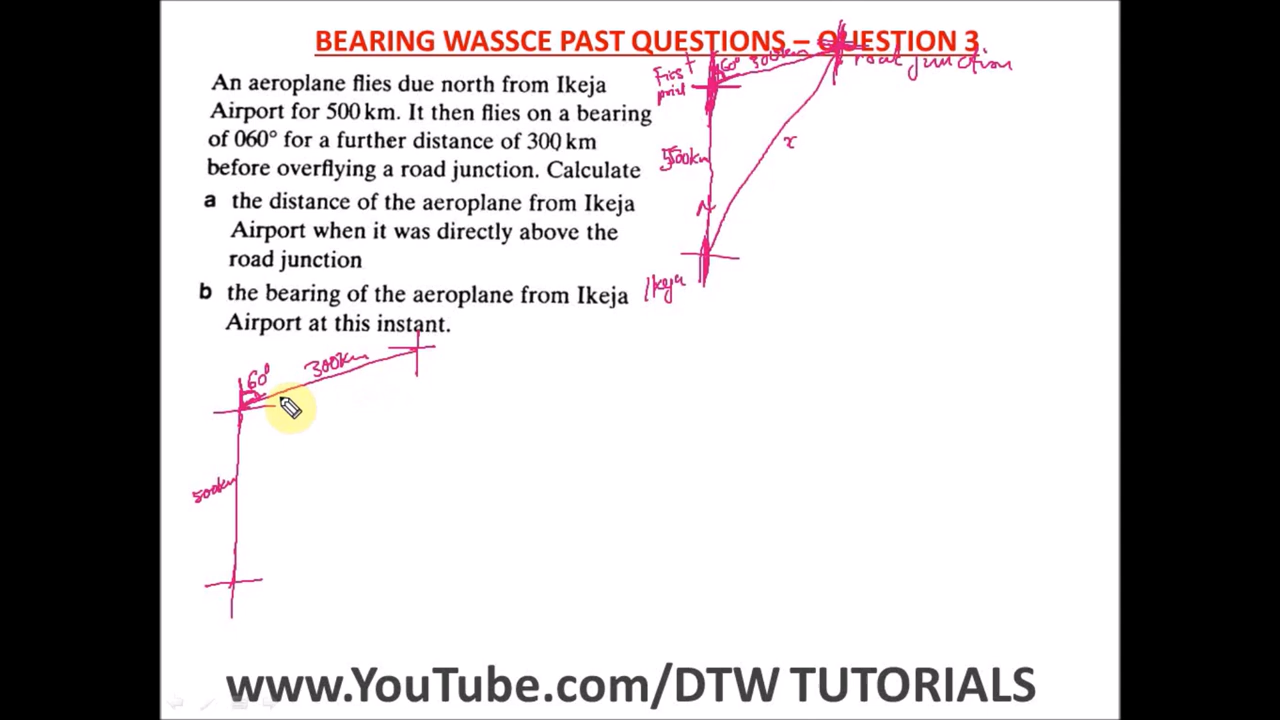 BEARING WASSCE PAST QUESTIONS – QUESTION 3
An aeroplane flies due north from Ikeja
Airport for 500 km. It then flies on a bearing
of 060° for a further distance of 300 km
before overflying a road junction. Calculate
a the distance of the aeroplane from Ikeja
Airport when it was directly above the
road junction
b the bearing of the aeroplane from Ikeja
Airport at this instant.
60° 300km
road junction
point
500km
x
N
Ikeja
60°
300km
500km
www.YouTube.com/DTW TUTORIALS